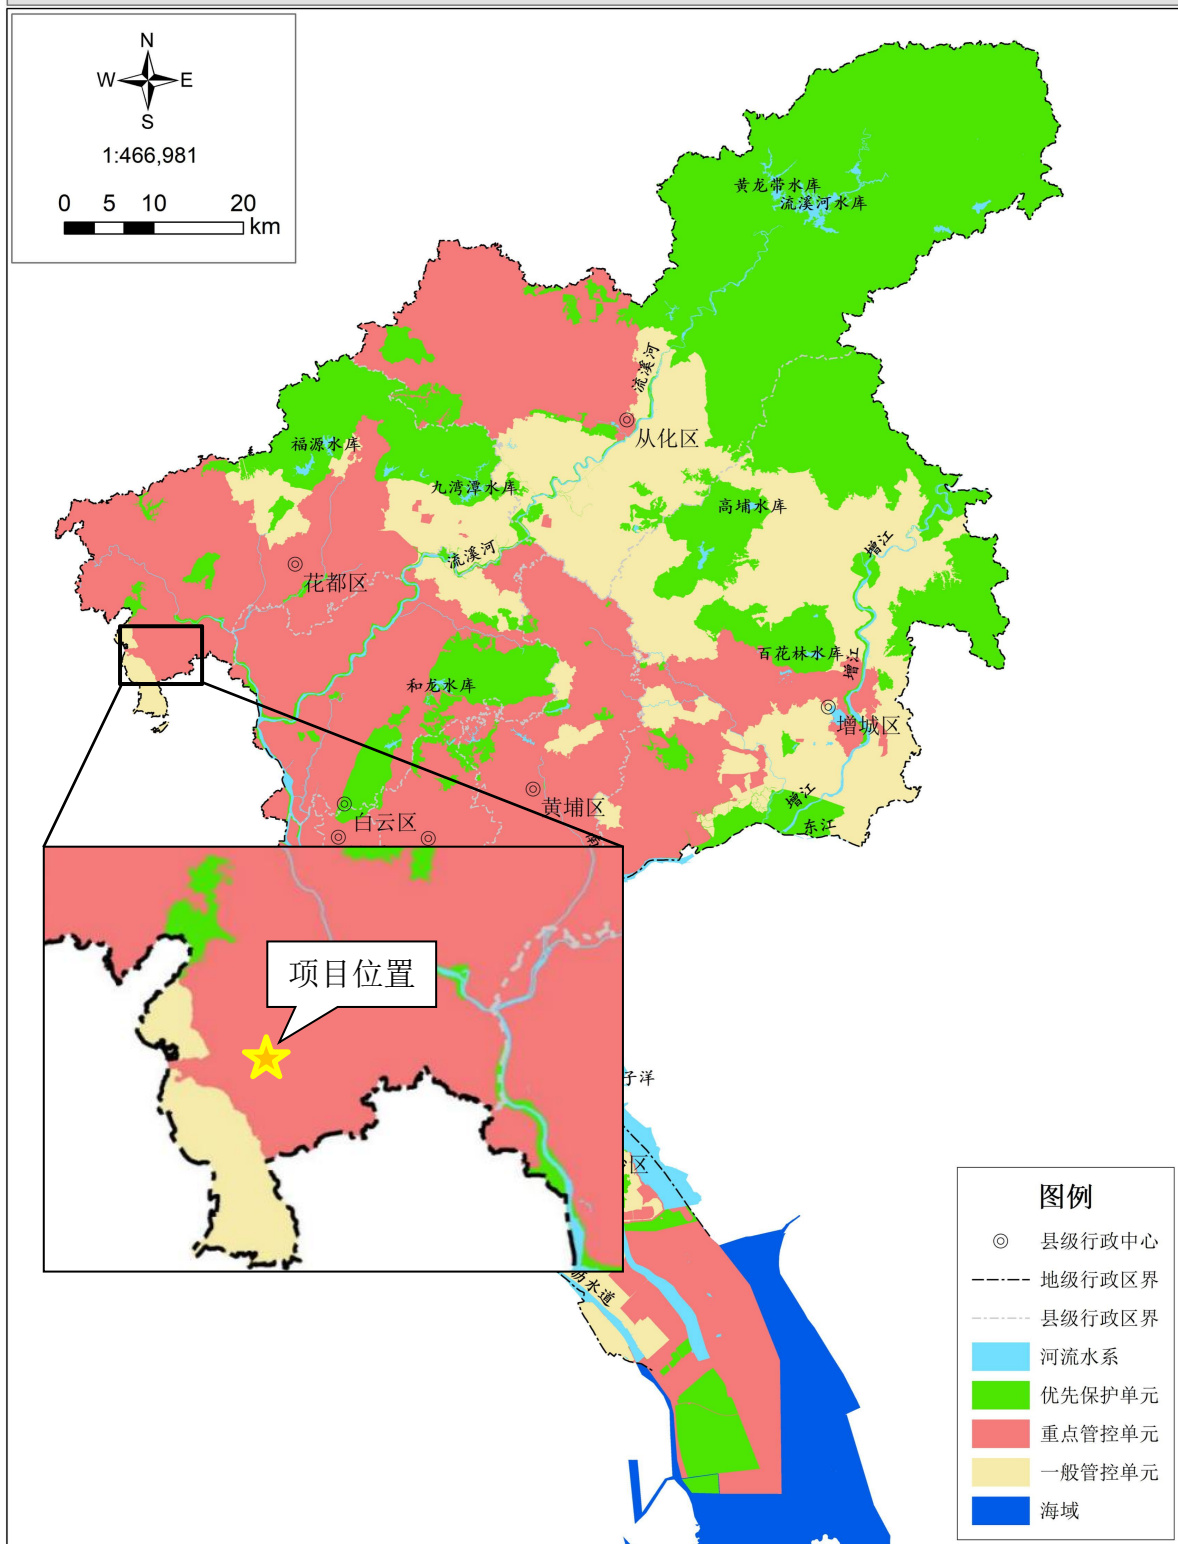 N
W
E
S
1:466,981
0 5 10 20
km
黄龙带水库
流溪河水库
流溪河
从化区
福源水库
九湾潭水库
高埔水库
增江
流溪河
花都区
百花林水库
增江
和龙水库
增城区
增江
黄埔区
白云区
东江
项目位置
子洋
区
沥水道
图例
县级行政中心
地级行政区界
县级行政区界
河流水系
优先保护单元
重点管控单元
一般管控单元
海域